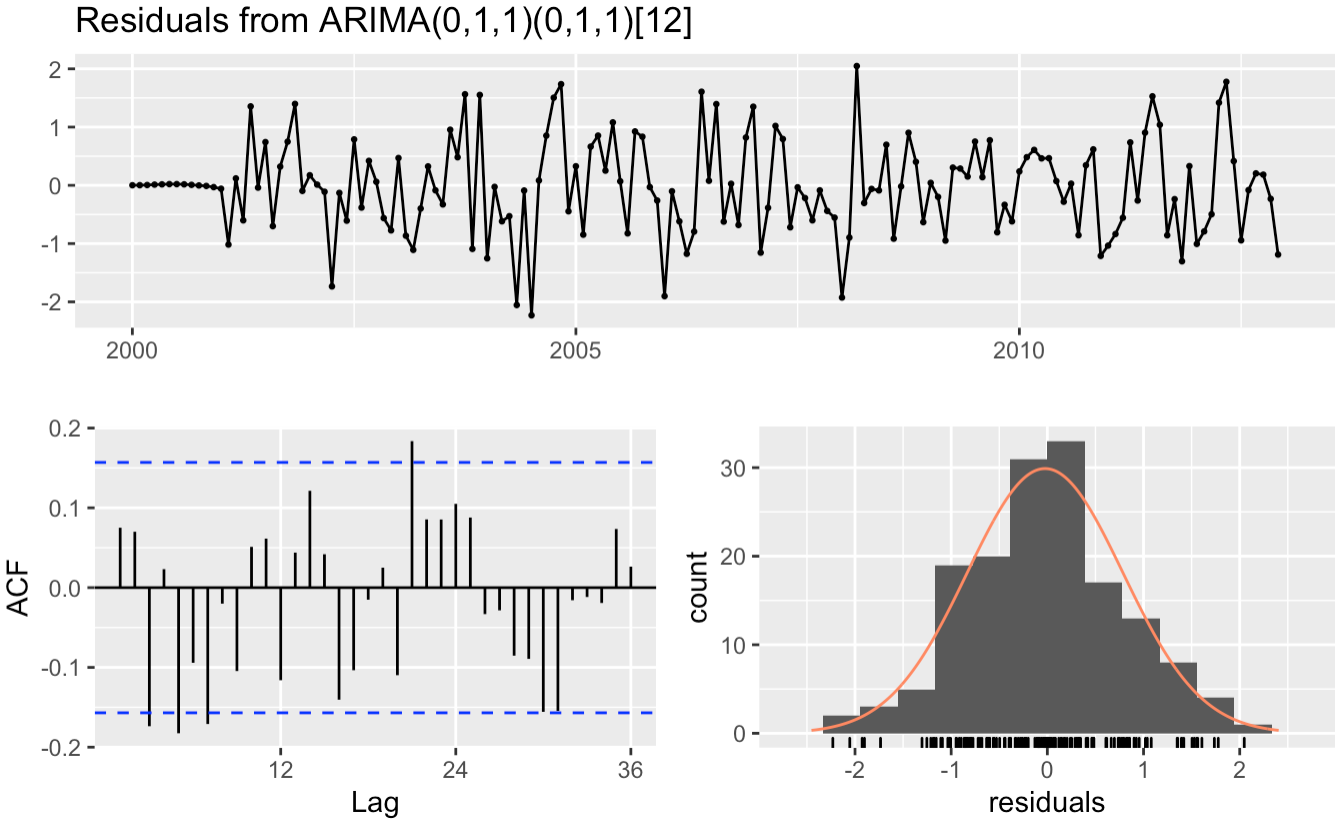 Residuals from ARIMA(0,1,1)(0,1,1)[12]
2
1
0
-1
-2
2000 2005 2010
ACF
0.2
0.1
0.0
-0.1
-0.2
12 24 36
Lag
count
30
20
10
0
-2 -1 0 1 2
residuals